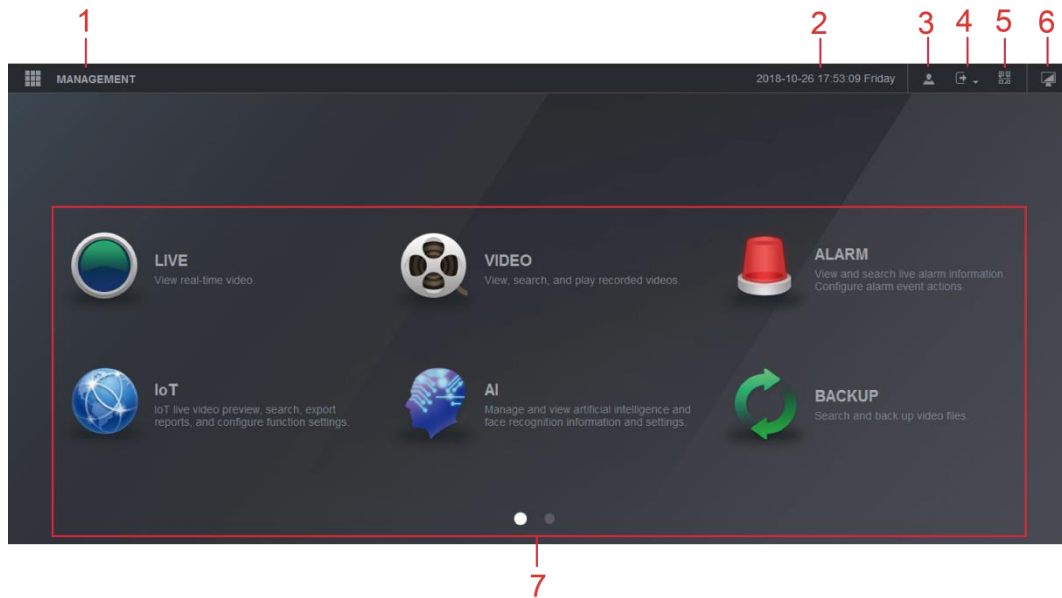 1 2 3 4 5 6
MANAGEMENT 2018-10-26 17:53:09 Friday
LIVE
View real-time video.
VIDEO
View, search, and play recorded videos.
ALARM
View and search live alarm information.
Configure alarm event actions.
IoT
IoT live video preview, search, export
reports, and configure function settings.
AI
Manage and view artificial intelligence and
face recognition information and settings.
BACKUP
Search and back up video files.
7